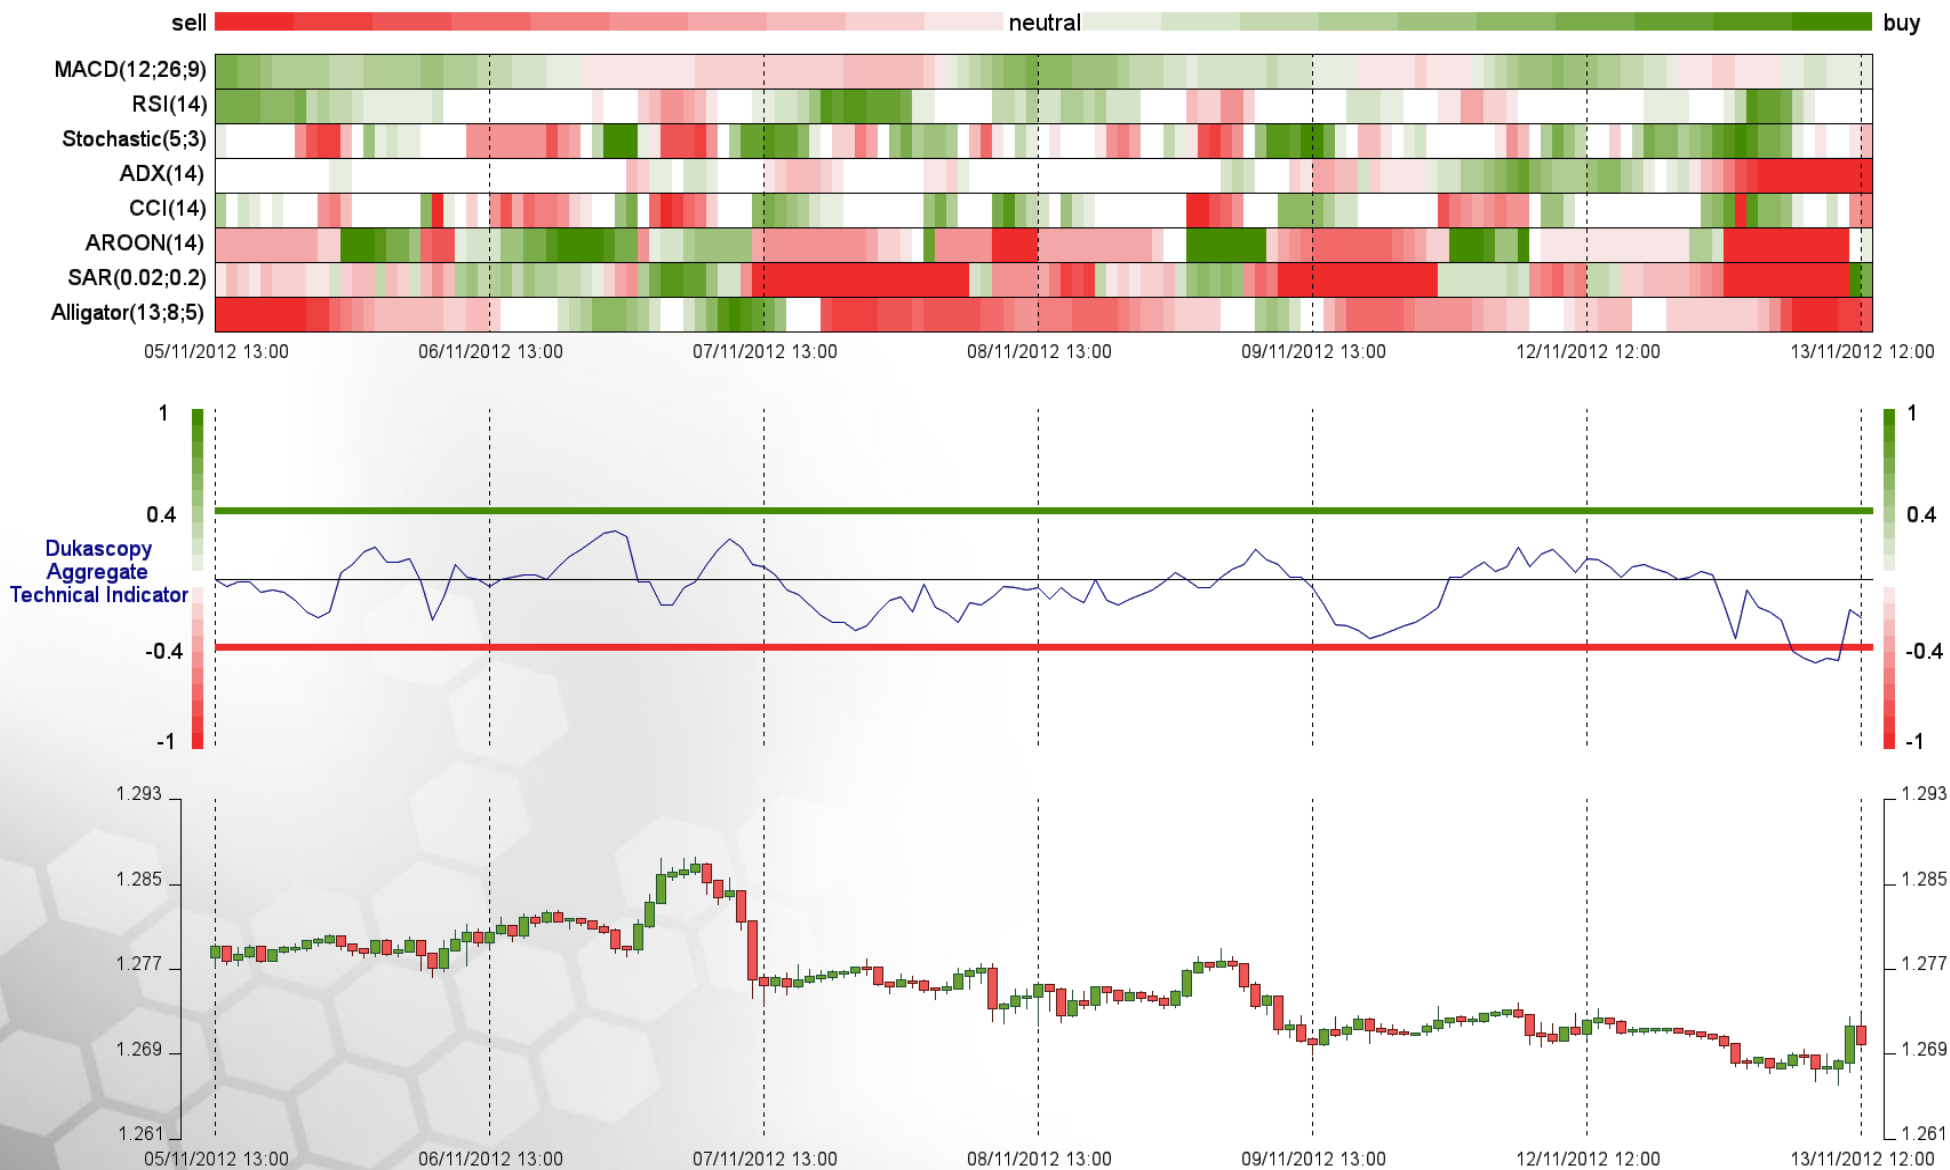 sell neutral buy
MACD(12;26;9)
RSI(14)
Stochastic(5;3)
ADX(14)
CCI(14)
AROON(14)
SAR(0.02;0.2)
Alligator(13;8;5)
05/11/2012 13:00 06/11/2012 13:00 07/11/2012 13:00 08/11/2012 13:00 09/11/2012 13:00 12/11/2012 12:00 13/11/2012 12:00
1 1
0.4 0.4
Dukascopy
Aggregate
Technical Indicator
-0.4 -0.4
-1 -1
1.293 1.293
1.285 1.285
1.277 1.277
1.269 1.269
1.261 1.261
05/11/2012 13:00 06/11/2012 13:00 07/11/2012 13:00 08/11/2012 13:00 09/11/2012 13:00 12/11/2012 12:00 13/11/2012 12:00